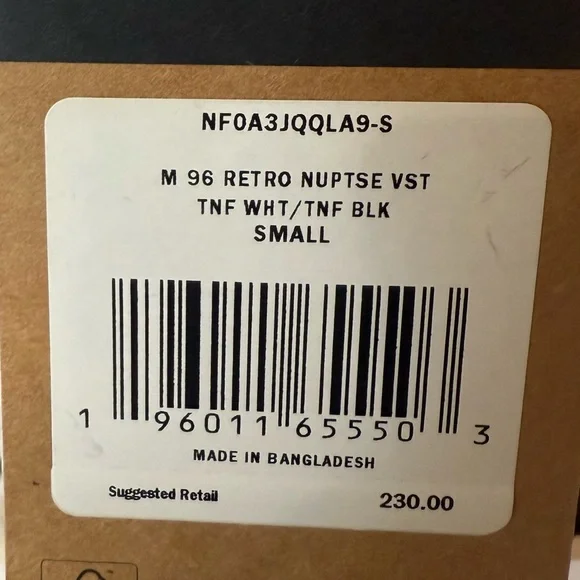 NF0A3JQQLA9-S
M 96 RETRO NUPTSE VST
TNF WHT/TNF BLK
SMALL
1 96011 65550 3
MADE IN BANGLADESH
Suggested Retail 230.00